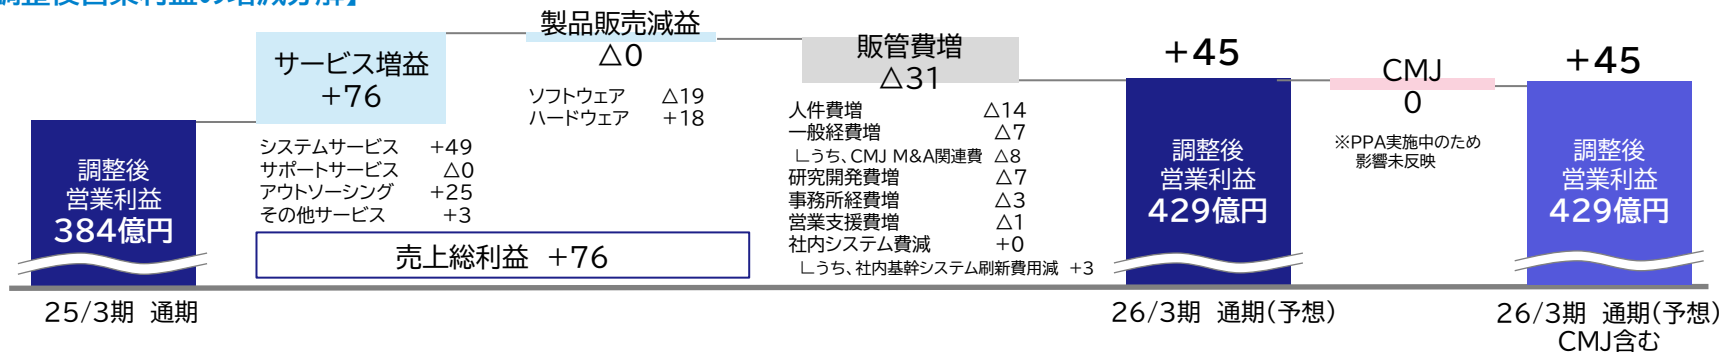 調整後営業利益の増減分解】
サービス増益
+76
システムサービス +49
サポートサービス △0
アウトソーシング +25
その他サービス +3
製品販売減益
△0
ソフトウェア △19
ハードウェア +18
売上総利益 +76
販管費増
△31
人件費増 △14
一般経費増 △7
∟うち、CMJ M&A関連費 △8
研究開発費増 △7
事務所経費増 △3
営業支援費増 △1
社内システム費減 +0
∟うち、社内基幹システム刷新費用減 +3
調整後
営業利益
384億円
25/3期 通期
+45
調整後
営業利益
429億円
26/3期 通期(予想)
CMJ
0
※PPA実施中のため
影響未反映
+45
調整後
営業利益
429億円
26/3期 通期(予想)
CMJ含む